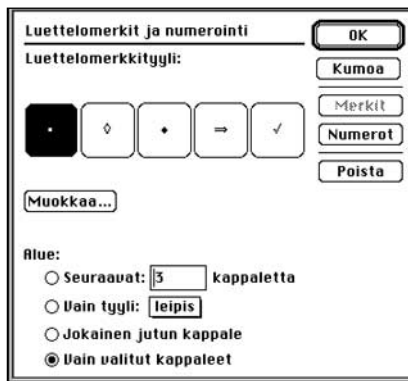 Luettelomerkit ja numerointi
Luettelomerkkityyli:
· ◊ ◆ ⇒ √
Muokkaa...
Alue:
Seuraavat: 3 kappaletta
Vain tyyli: leipis
Jokainen jutun kappale
Vain valitut kappaleet
OK
Kumoa
Merkit
Numerot
Poista